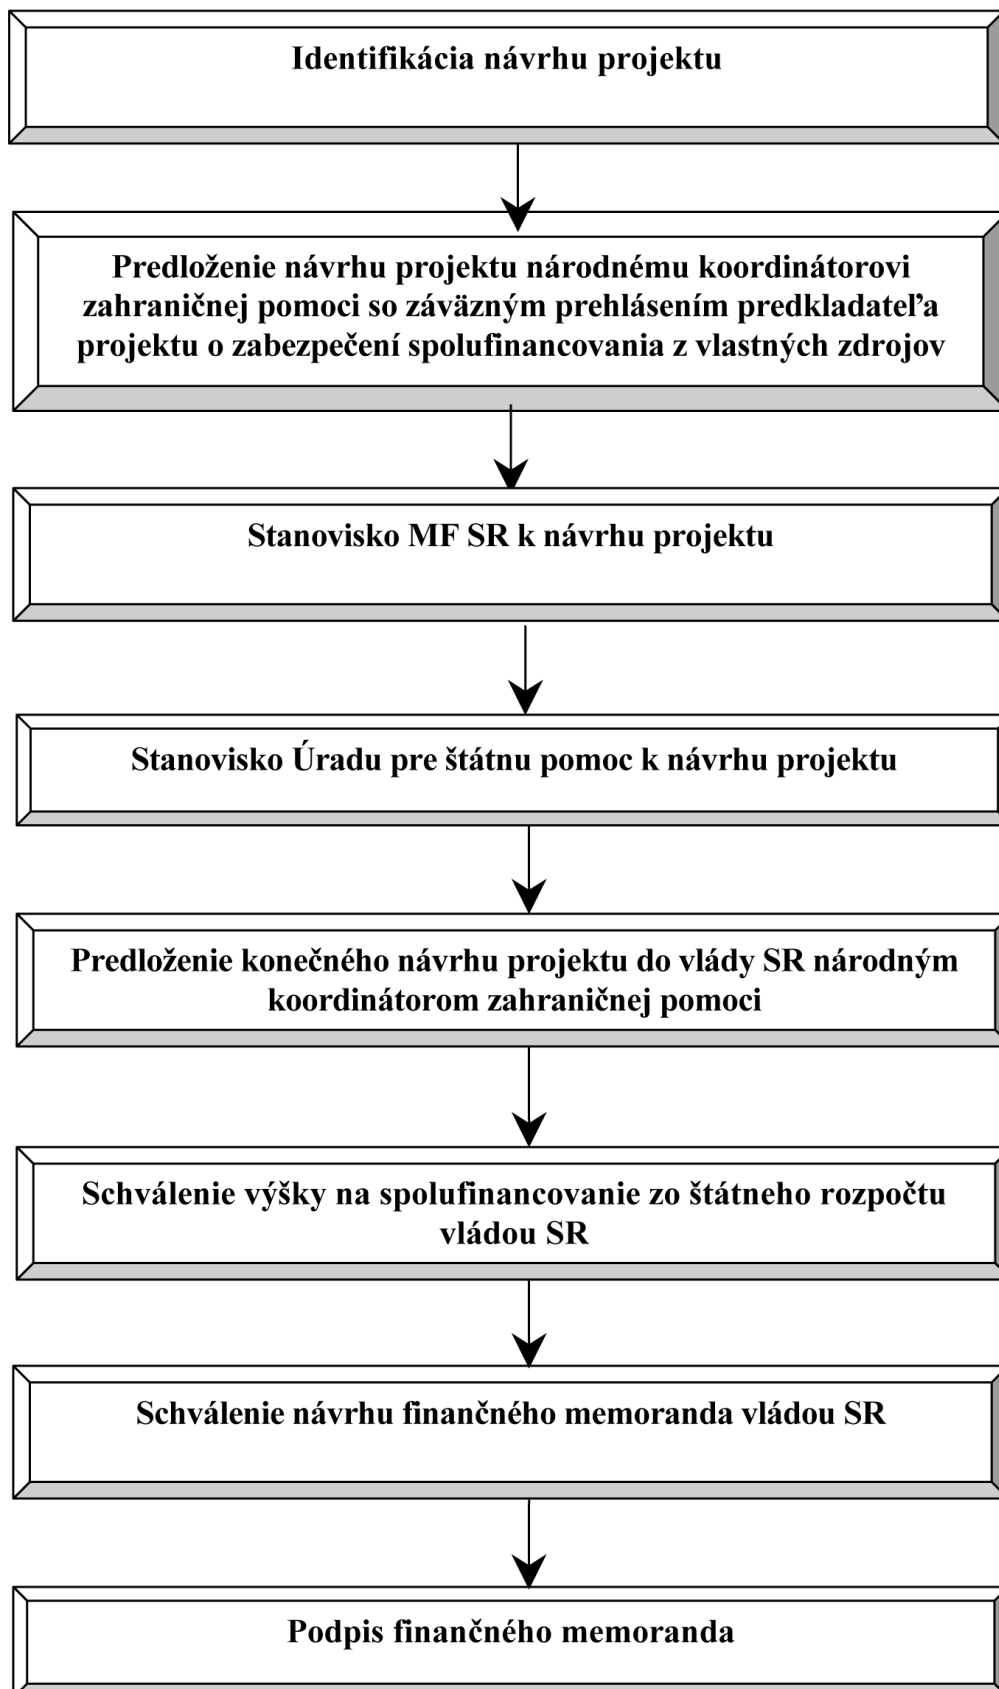 Identifikácia návrhu projektu
Predloženie návrhu projektu národnému koordinátorovi
zahraničnej pomoci so záväzným prehlásením predkladateľa
projektu o zabezpečení spolufinancovania z vlastných zdrojov
Stanovisko MF SR k návrhu projektu
Stanovisko Úradu pre štátnu pomoc k návrhu projektu
Predloženie konečného návrhu projektu do vlády SR národným
koordinátorom zahraničnej pomoci
Schválenie výšky na spolufinancovanie zo štátneho rozpočtu
vládou SR
Schválenie návrhu finančného memoranda vládou SR
Podpis finančného memoranda